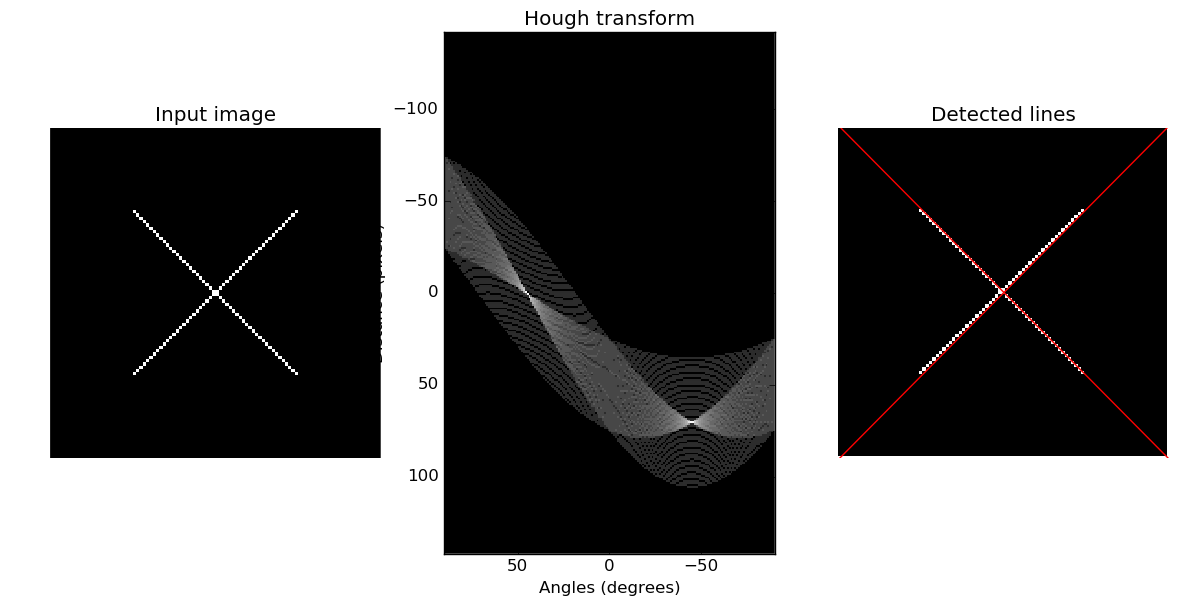 Hough transform
Input image
Detected lines
−100
−50
0
50
100
50 0 −50
Angles (degrees)